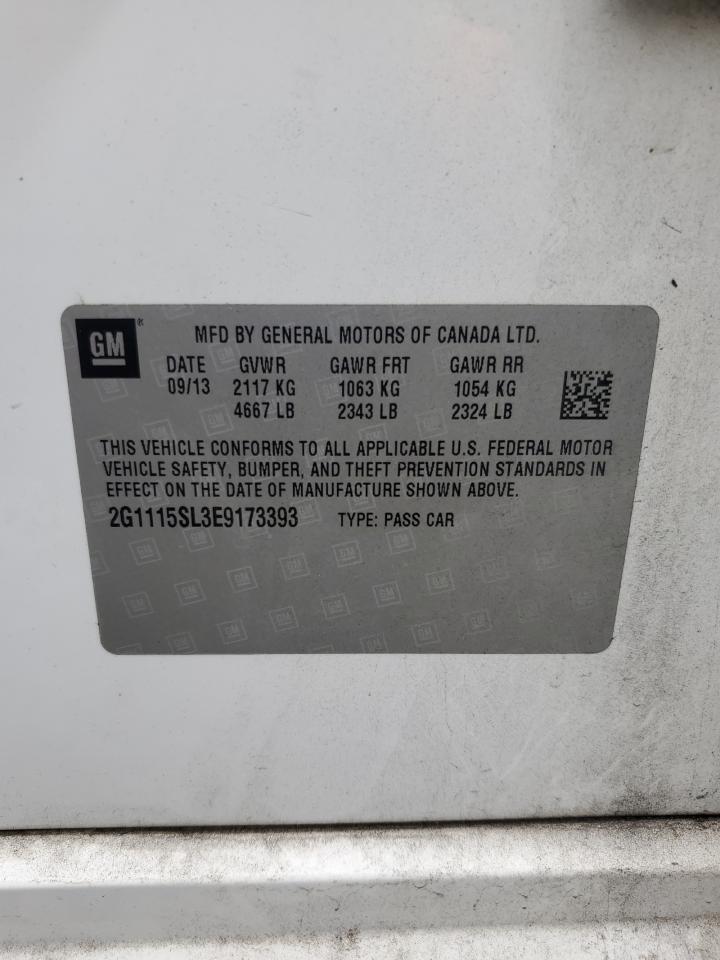 GM
MFD BY GENERAL MOTORS OF CANADA LTD.
DATE GVWR GAWR FRT GAWR RR
09/13 2117 KG 1063 KG 1054 KG
4667 LB 2343 LB 2324 LB
THIS VEHICLE CONFORMS TO ALL APPLICABLE U.S. FEDERAL MOTOR
VEHICLE SAFETY, BUMPER, AND THEFT PREVENTION STANDARDS IN
EFFECT ON THE DATE OF MANUFACTURE SHOWN ABOVE.
2G1115SL3E9173393 TYPE: PASS CAR